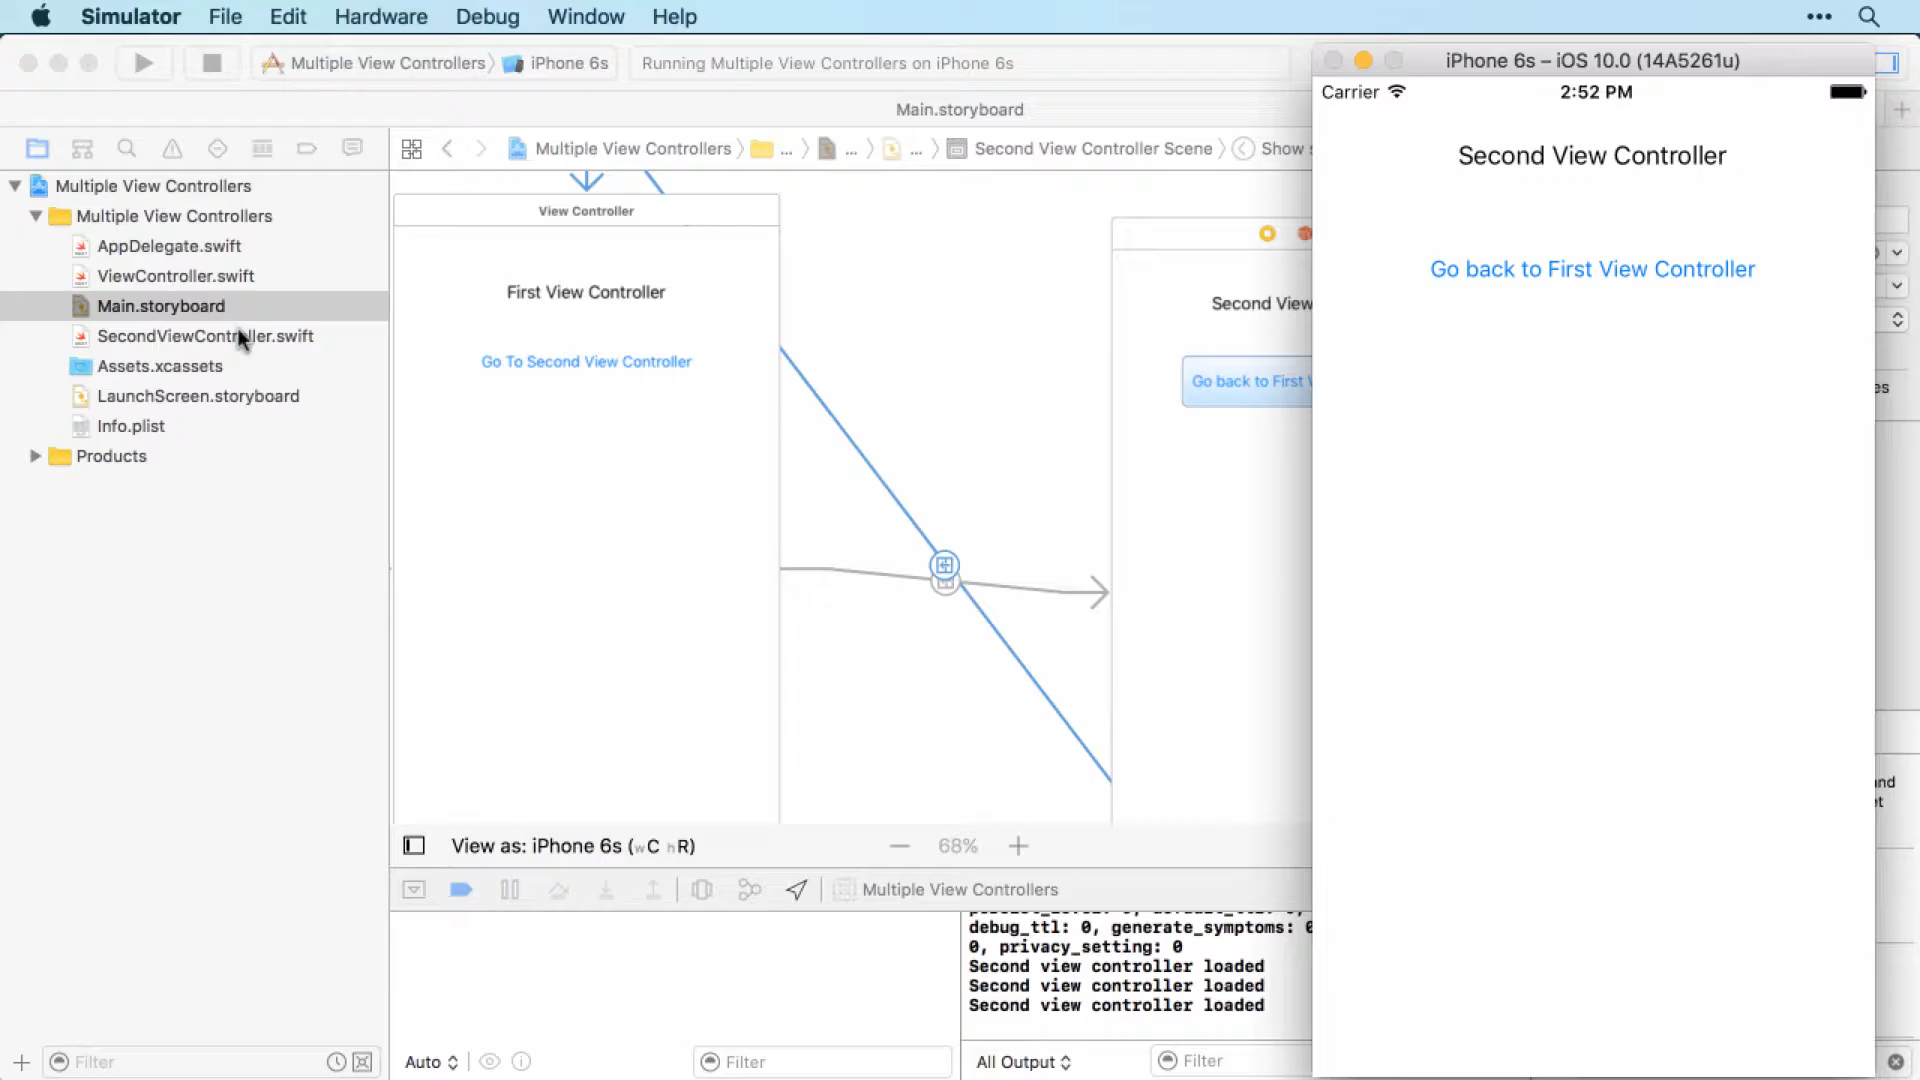 Simulator File Edit Hardware Debug Window Help
Multiple View Controllers iPhone 6s Running Multiple View Controllers on iPhone 6s
iPhone 6s – iOS 10.0 (14A5261u)
Carrier 2:52 PM
Main.storyboard
Multiple View Controllers ... ... ... Second View Controller Scene Show
Multiple View Controllers
Multiple View Controllers
AppDelegate.swift
ViewController.swift
Main.storyboard
SecondViewController.swift
Assets.xcassets
LaunchScreen.storyboard
Info.plist
Products
View Controller
First View Controller
Go To Second View Controller
Second View
Go back to First
Second View Controller
Go back to First View Controller
View as: iPhone 6s (wC hR) 68%
Multiple View Controllers
debug_ttl: 0, generate_symptoms: 0
0, privacy_setting: 0
Second view controller loaded
Second view controller loaded
Second view controller loaded
Filter Auto Filter All Output Filter